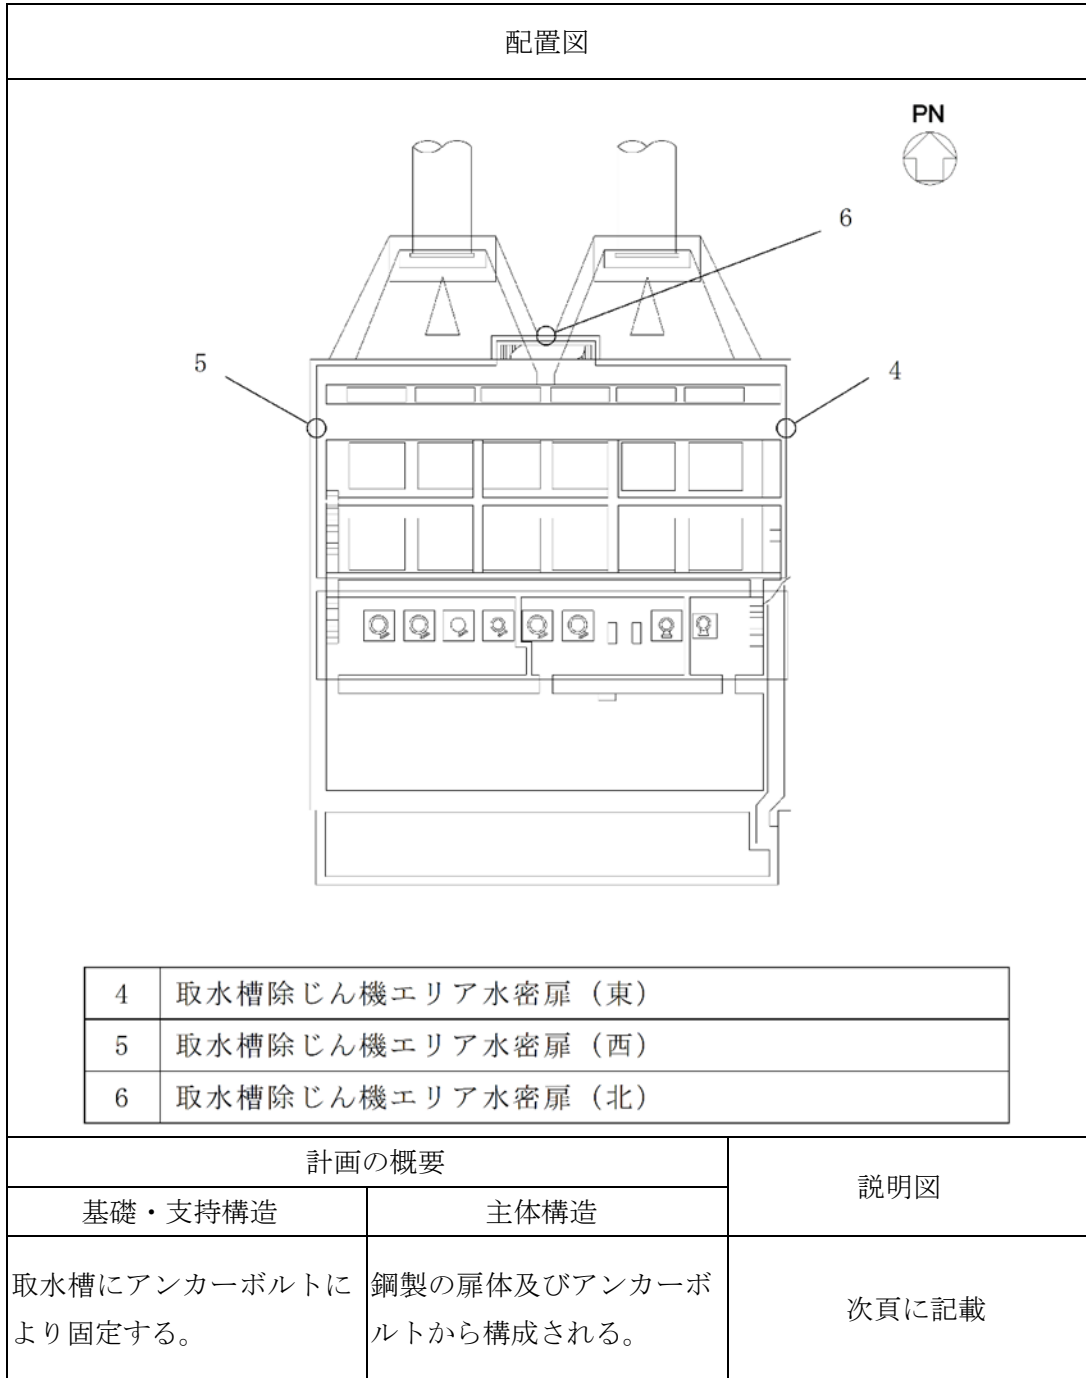 配置図
PN
6
5
4
4 取水槽除じん機エリア水密扉（東）
5 取水槽除じん機エリア水密扉（西）
6 取水槽除じん機エリア水密扉（北）
計画の概要
説明図
基礎・支持構造
主体構造
取水槽にアンカーボルトに
より固定する。
鋼製の扉体及びアンカーボ
ルトから構成される。
次頁に記載